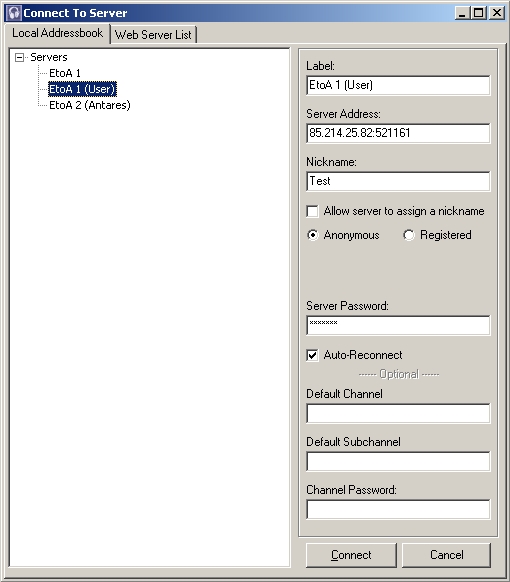 Connect To Server
Local Addressbook
Web Server List
Servers
EtoA 1
EtoA 1 (User)
EtoA 2 (Antares)
Label:
EtoA 1 (User)
Server Address:
85.214.25.82:521161
Nickname:
Test
Allow server to assign a nickname
Anonymous
Registered
Server Password:
*******
Auto-Reconnect
------ Optional ------
Default Channel
Default Subchannel
Channel Password:
Connect
Cancel